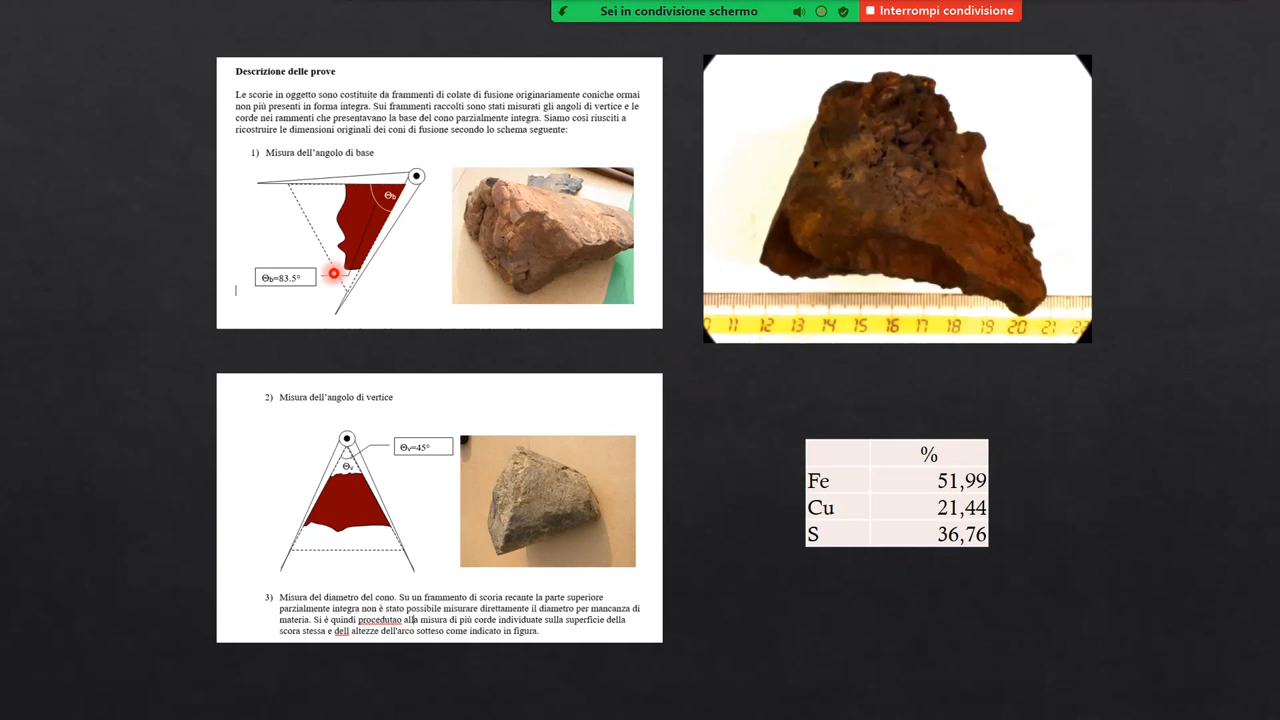 Sei in condivisione schermo
Interrompi condivisione
Descrizione delle prove
Le scorie in oggetto sono costituite da frammenti di colate di fusione originariamente coniche ormai
non più presenti in forma integra. Sui frammenti raccolti sono stati misurati gli angoli di vertice e le
corde nei rammenti che presentavano la base del cono parzialmente integra. Siamo così riusciti a
ricostruire le dimensioni originali dei coni di fusione secondo lo schema seguente:
1) Misura dell'angolo di base
Θb
Θb=83.5°
11 12 13 14 15 16 17 18 19 20 21
2) Misura dell'angolo di vertice
Θv=45°
Θv
3) Misura del diametro del cono. Su un frammento di scoria recante la parte superiore
parzialmente integra non è stato possibile misurare direttamente il diametro per mancanza di
materia. Si è quindi procedutao alla misura di più corde individuate sulla superficie della
scora stessa e dell altezze dell'arco sotteso come indicato in figura.
%
Fe 51,99
Cu 21,44
S 36,76